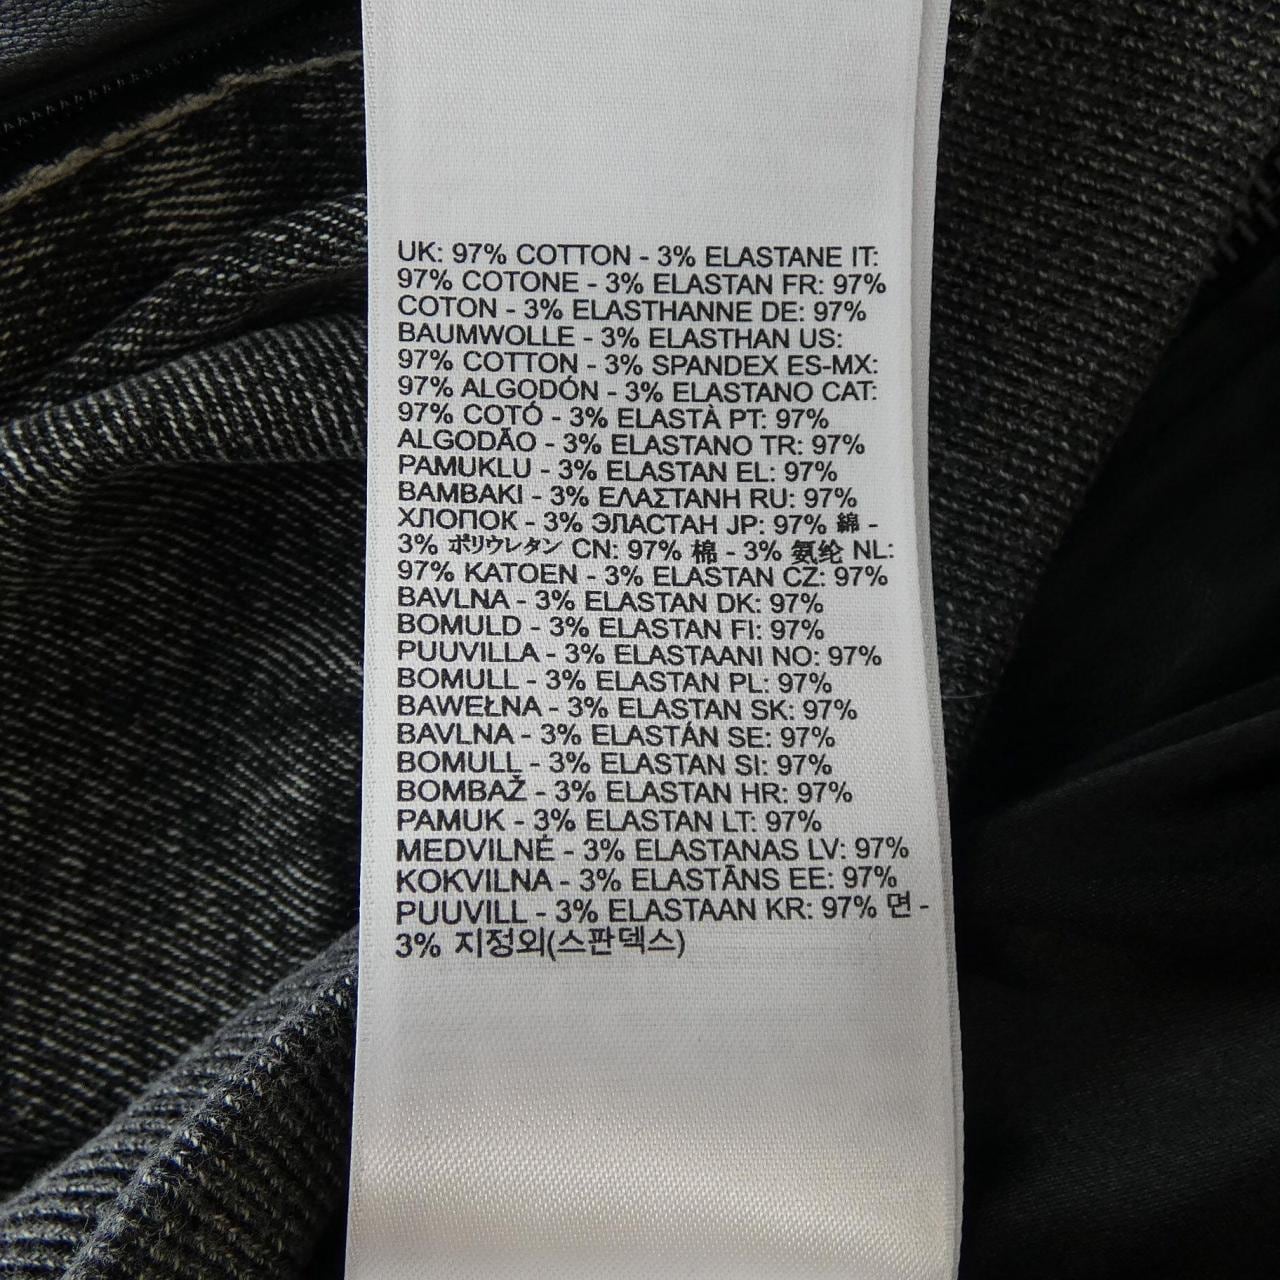 UK: 97% COTTON - 3% ELASTANE IT:
97% COTONE - 3% ELASTAN FR: 97%
COTON - 3% ELASTHANNE DE: 97%
BAUMWOLLE - 3% ELASTHAN US:
97% COTTON - 3% SPANDEX ES-MX:
97% ALGODÓN - 3% ELASTANO CAT:
97% COTÓ - 3% ELASTÀ PT: 97%
ALGODÃO - 3% ELASTANO TR: 97%
PAMUKLU - 3% ELASTAN EL: 97%
ΒΑΜΒΑΚΙ - 3% ΕΛΑΣΤΑΝΗ RU: 97%
ХЛОПОК - 3% ЭЛАСТАН JP: 97% 綿 -
3% ポリウレタン CN: 97% 棉 - 3% 氨纶 NL:
97% KATOEN - 3% ELASTAN CZ: 97%
BAVLNA - 3% ELASTAN DK: 97%
BOMULD - 3% ELASTAN FI: 97%
PUUVILLA - 3% ELASTAANI NO: 97%
BOMULL - 3% ELASTAN PL: 97%
BAWEŁNA - 3% ELASTAN SK: 97%
BAVLNA - 3% ELASTÁN SE: 97%
BOMULL - 3% ELASTAN SI: 97%
BOMBAŽ - 3% ELASTAN HR: 97%
PAMUK - 3% ELASTAN LT: 97%
MEDVILNĖ - 3% ELASTANAS LV: 97%
KOKVILNA - 3% ELASTĀNS EE: 97%
PUUVILL - 3% ELASTAAN KR: 97% 면 -
3% 지정외(스판덱스)